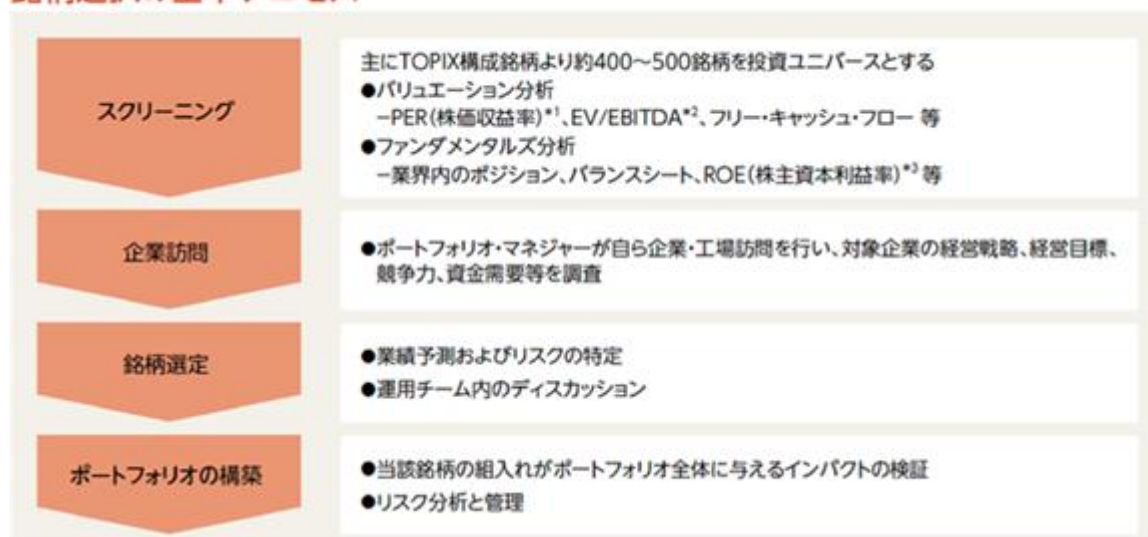 スクリーニング
主にTOPIX構成銘柄より約400〜500銘柄を投資ユニバースとする
●バリュエーション分析
−PER(株価収益率)*1、EV/EBITDA*2、フリー・キャッシュ・フロー 等
●ファンダメンタルズ分析
−業界内のポジション、バランスシート、ROE(株主資本利益率)*3 等
企業訪問
●ポートフォリオ・マネジャーが自ら企業・工場訪問を行い、対象企業の経営戦略、経営目標、
競争力、資金需要等を調査
銘柄選定
●業績予測およびリスクの特定
●運用チーム内のディスカッション
ポートフォリオの構築
●当該銘柄の組入れがポートフォリオ全体に与えるインパクトの検証
●リスク分析と管理